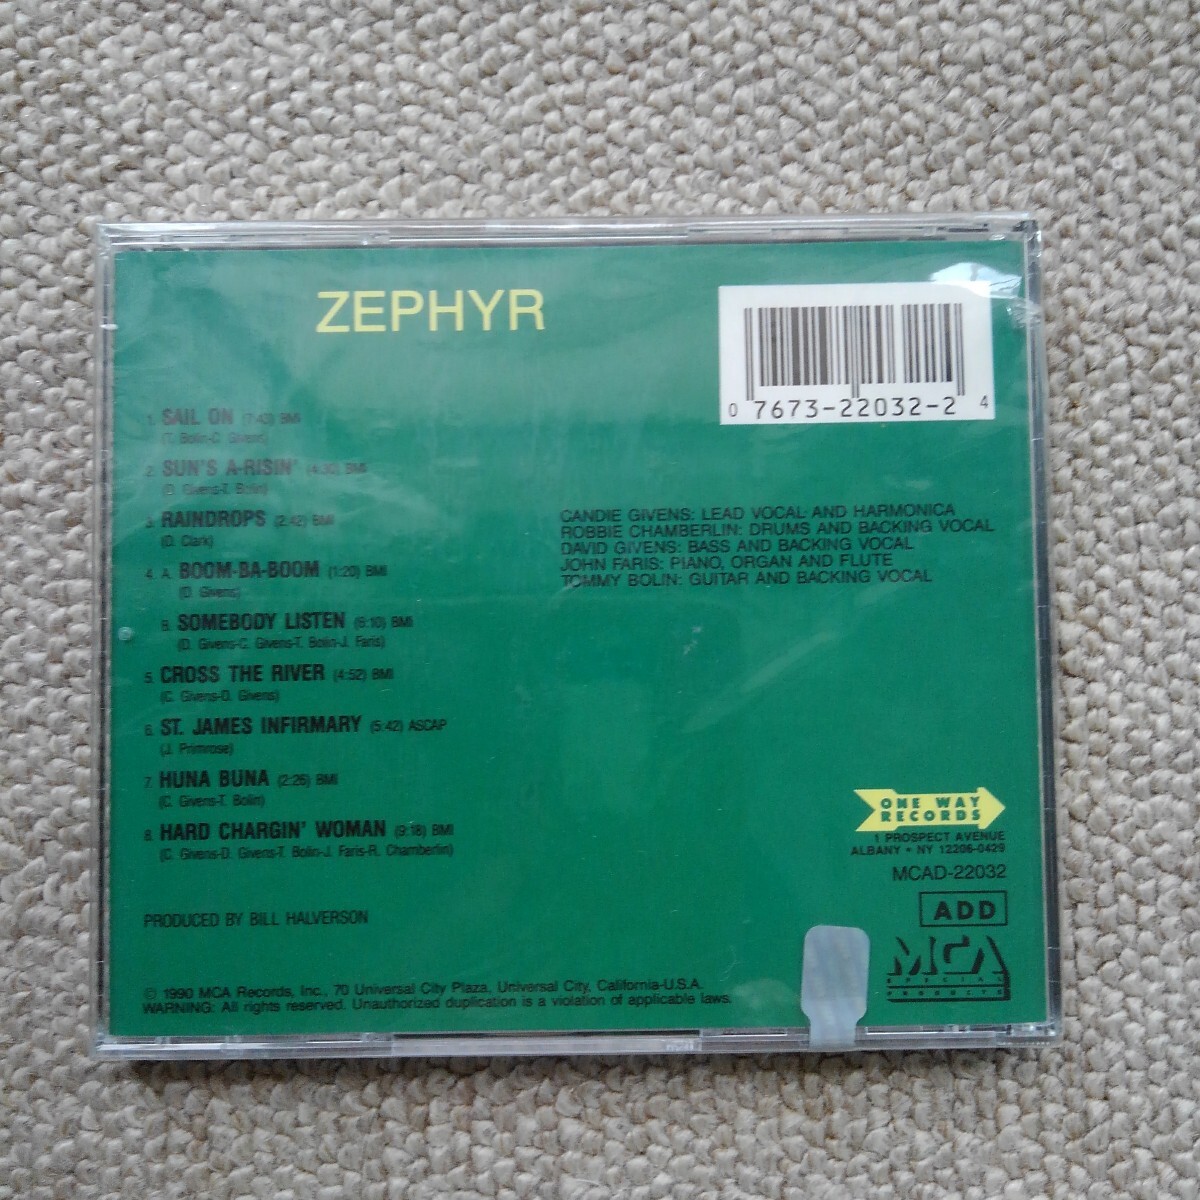 ZEPHYR
0 7673-22032-2 4
1. SAIL ON (7:43) BMI
(T. Bolin-C. Givens)
2. SUN'S A-RISIN' (4:30) BMI
(D. Givens-T. Bolin)
3. RAINDROPS (2:42) BMI
(D. Clark)
4. A. BOOM-BA-BOOM (1:20) BMI
(D. Givens)
B. SOMEBODY LISTEN (6:10) BMI
(D. Givens-C. Givens-T. Bolin-J. Faris)
5. CROSS THE RIVER (4:52) BMI
(C. Givens-D. Givens)
6. ST. JAMES INFIRMARY (5:42) ASCAP
(J. Primrose)
7. HUNA BUNA (2:26) BMI
(C. Givens-T. Bolin)
8. HARD CHARGIN' WOMAN (9:18) BMI
(C. Givens-D. Givens-T. Bolin-J. Faris-R. Chamberlin)
CANDIE GIVENS: LEAD VOCAL AND HARMONICA
ROBBIE CHAMBERLIN: DRUMS AND BACKING VOCAL
DAVID GIVENS: BASS AND BACKING VOCAL
JOHN FARIS: PIANO, ORGAN AND FLUTE
TOMMY BOLIN: GUITAR AND BACKING VOCAL
PRODUCED BY BILL HALVERSON
ONE WAY
RECORDS
1 PROSPECT AVENUE
ALBANY • NY 12206-0429
MCAD-22032
ADD
MCA
SPECIAL
PRODUCTS
© 1990 MCA Records, Inc., 70 Universal City Plaza, Universal City, California-U.S.A.
WARNING: All rights reserved. Unauthorized duplication is a violation of applicable laws.